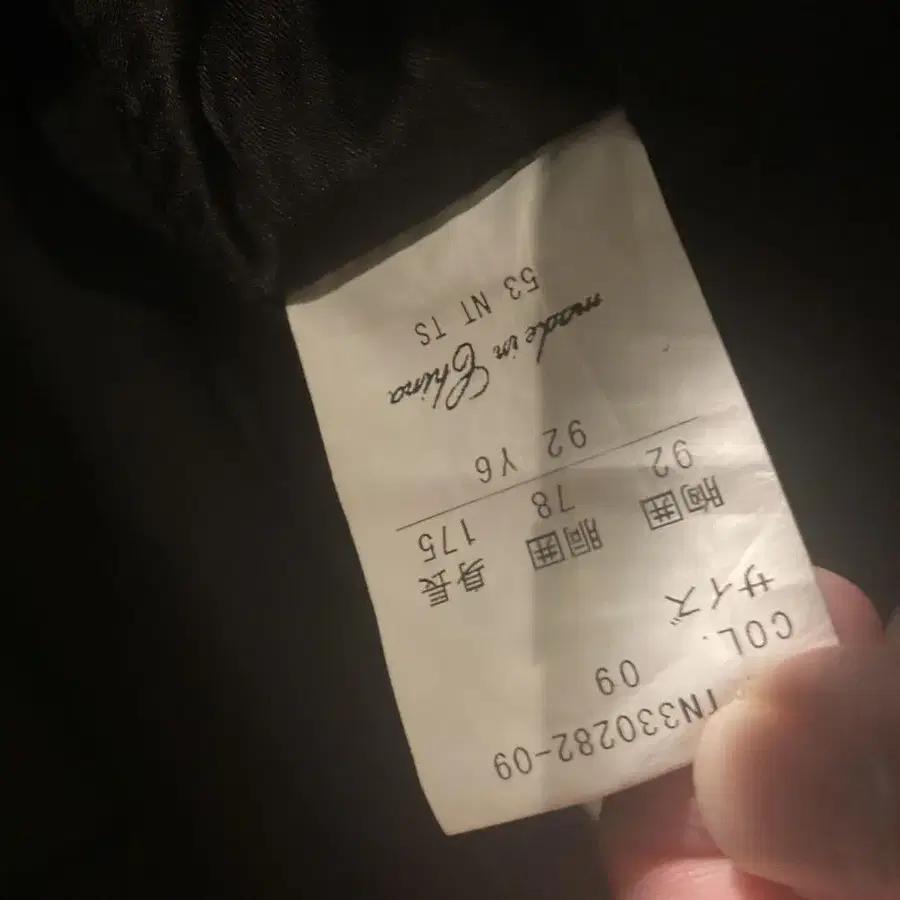 TN330282-09
COL. 09
サイズ
胸囲 胴囲 身長
92 78 175
92 Y6
made in China
53 NT TS